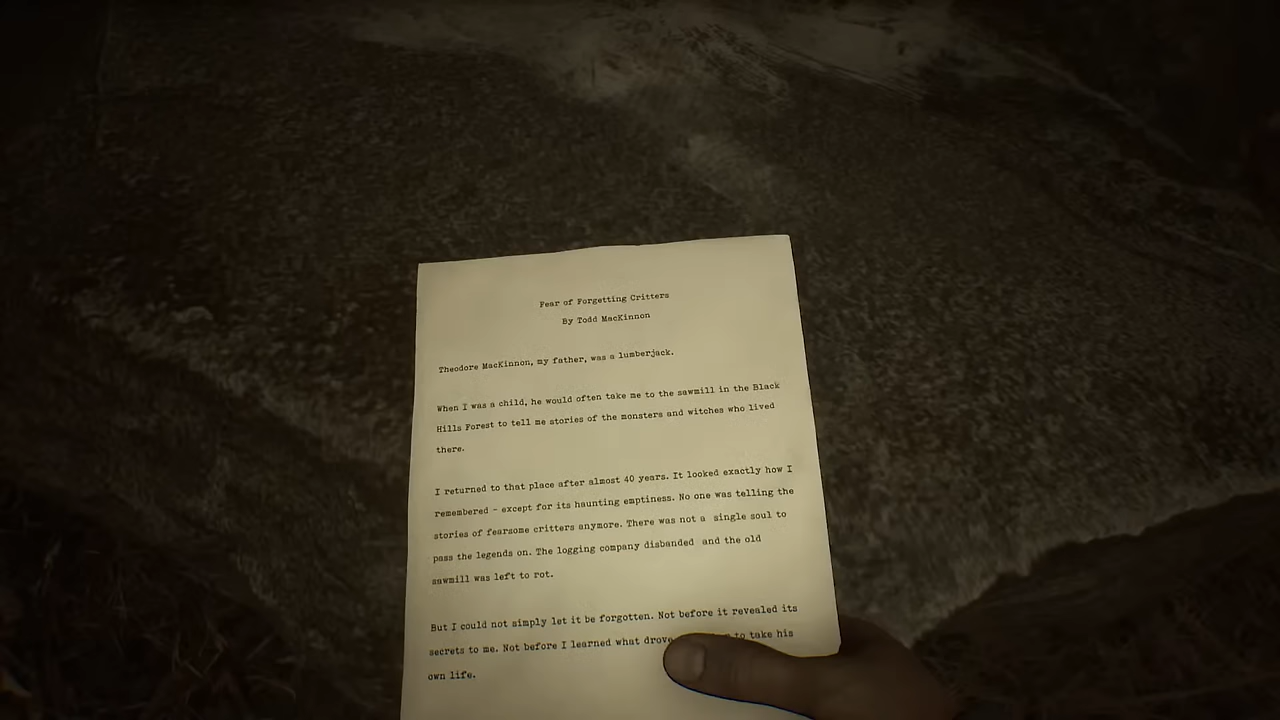 Fear of Forgetting Critters
By Todd MacKinnon
Theodore MacKinnon, my father, was a lumberjack.
When I was a child, he would often take me to the sawmill in the Black
Hills Forest to tell me stories of the monsters and witches who lived
there.
I returned to that place after almost 40 years. It looked exactly how I
remembered - except for its haunting emptiness. No one was telling the
stories of fearsome critters anymore. There was not a single soul to
pass the legends on. The logging company disbanded and the old
sawmill was left to rot.
But I could not simply let it be forgotten. Not before it revealed its
secrets to me. Not before I learned what drove to take his
own life.